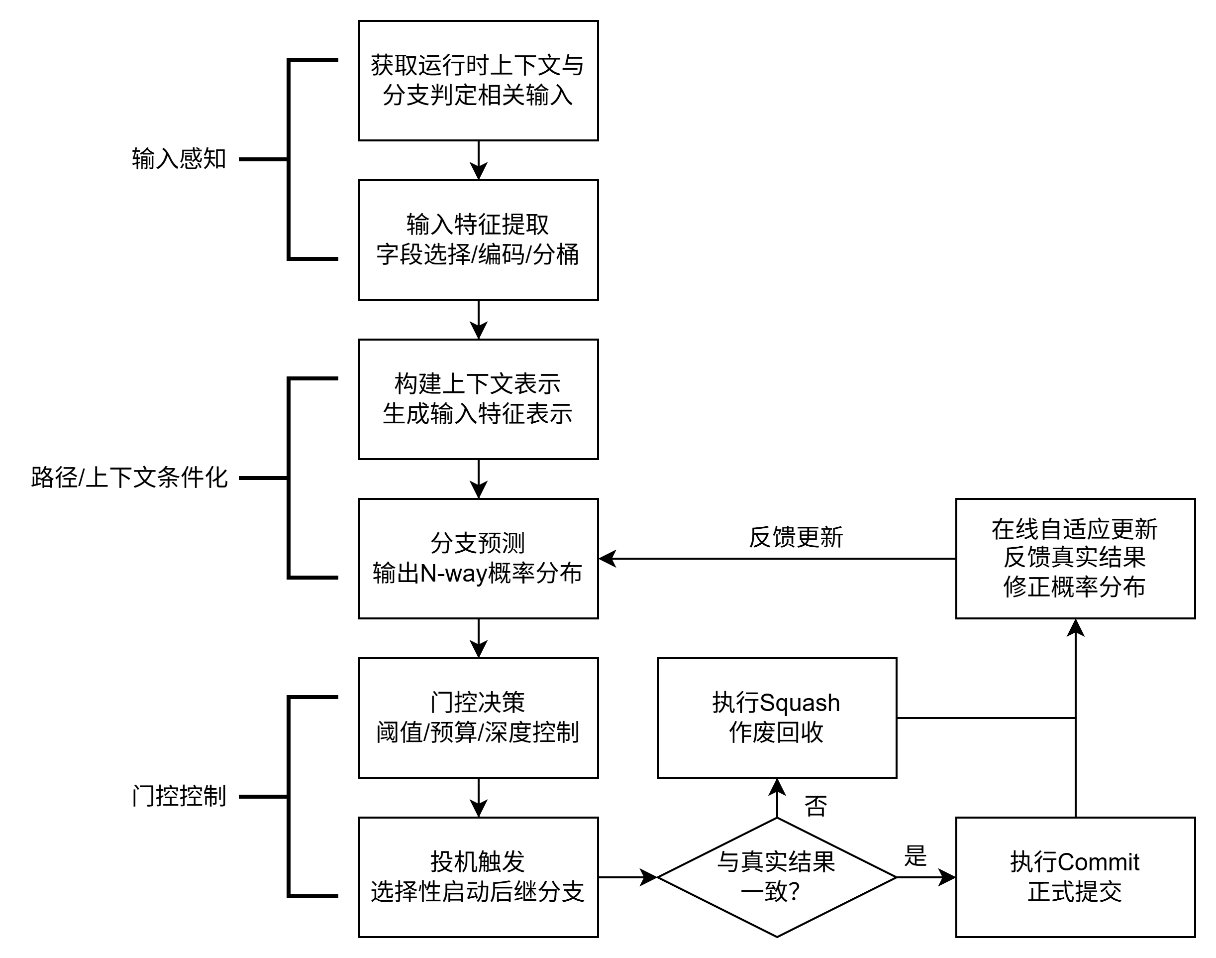 获取运行时上下文与
分支判定相关输入
输入感知
输入特征提取
字段选择/编码/分桶
构建上下文表示
生成输入特征表示
路径/上下文条件化
分支预测
输出N-way概率分布
反馈更新
在线自适应更新
反馈真实结果
修正概率分布
门控决策
阈值/预算/深度控制
执行Squash
作废回收
门控控制
否
投机触发
选择性启动后继分支
与真实结果
一致?
是
执行Commit
正式提交